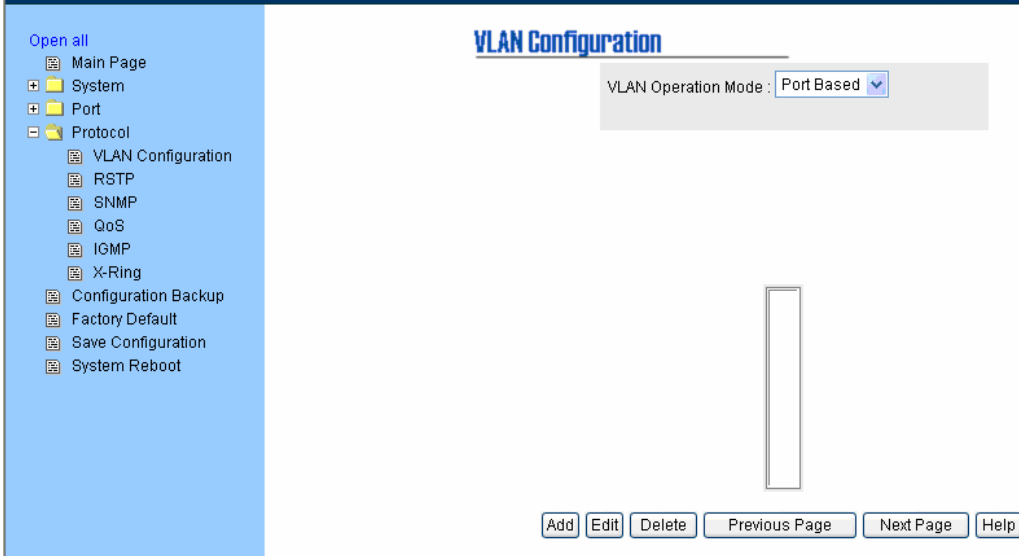 Open all
Main Page
System
Port
Protocol
VLAN Configuration
RSTP
SNMP
QoS
IGMP
X-Ring
Configuration Backup
Factory Default
Save Configuration
System Reboot
VLAN Configuration
VLAN Operation Mode : Port Based
Add Edit Delete Previous Page Next Page Help